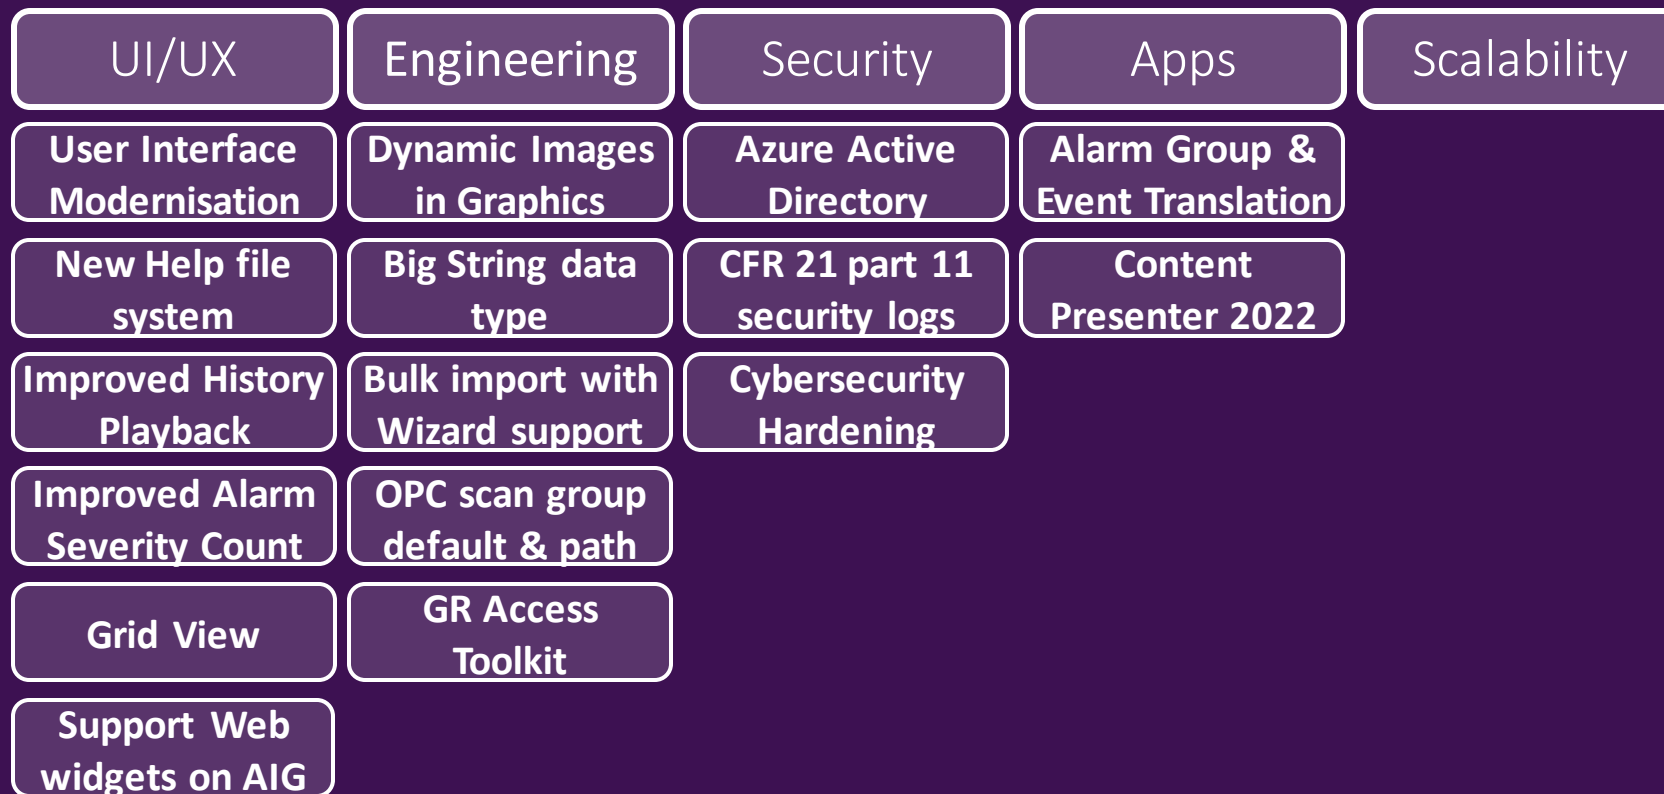 UI/UX
Engineering
Security
Apps
Scalability
User Interface
Modernisation
Dynamic Images
in Graphics
Azure Active
Directory
Alarm Group &
Event Translation
New Help file
system
Big String data
type
CFR 21 part 11
security logs
Content
Presenter 2022
Improved History
Playback
Bulk import with
Wizard support
Cybersecurity
Hardening
Improved Alarm
Severity Count
OPC scan group
default & path
Grid View
GR Access
Toolkit
Support Web
widgets on AIG